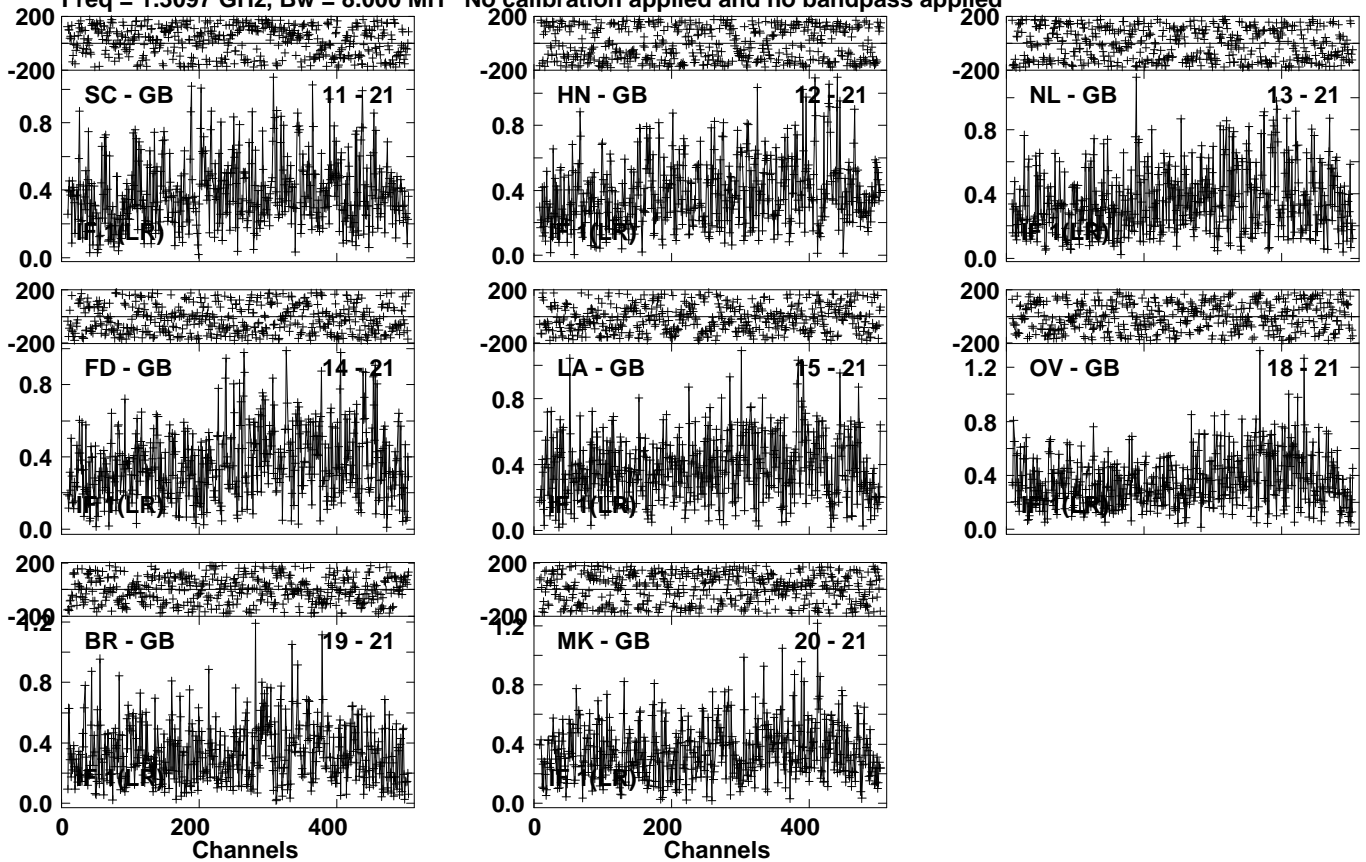 Freq = 1.3097 GHz, Bw = 8.000 MH No calibration applied and no bandpass applied
200 200 200
-200 -200 -200
SC - GB 11 - 21 HN - GB 12 - 21 NL - GB 13 - 21
0.8 0.8 0.8
0.4 0.4 0.4
IF 1(LR) IF 1(LR) IF 1(LR)
0.0 0.0 0.0
200 200 200
-200 -200 -200
FD - GB 14 - 21 LA - GB 15 - 21 OV - GB 18 - 21
1.2
0.8 0.8 0.8
0.4 0.4 0.4
IF 1(LR) IF 1(LR) IF 1(LR)
0.0 0.0 0.0
200 200
-200 -200
1.2 1.2
BR - GB 19 - 21 MK - GB 20 - 21
0.8 0.8
0.4 0.4
IF 1(LR) IF 1(LR)
0.0 0.0
0 200 400 0 200 400
Channels Channels